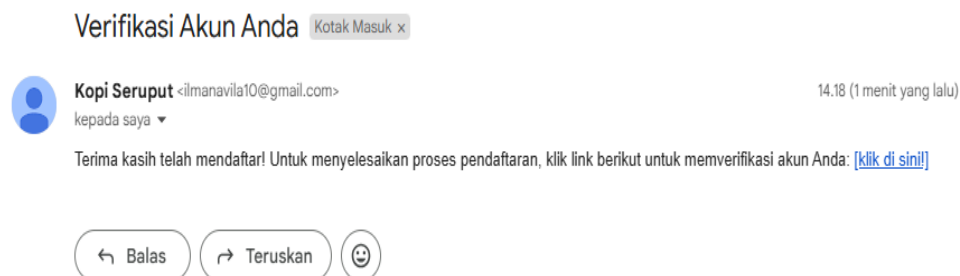 Verifikasi Akun Anda Kotak Masuk ×
Kopi Seruput <ilmanavila10@gmail.com> 14.18 (1 menit yang lalu)
kepada saya
Terima kasih telah mendaftar! Untuk menyelesaikan proses pendaftaran, klik link berikut untuk memverifikasi akun Anda: [klik di sini!]
Balas Teruskan